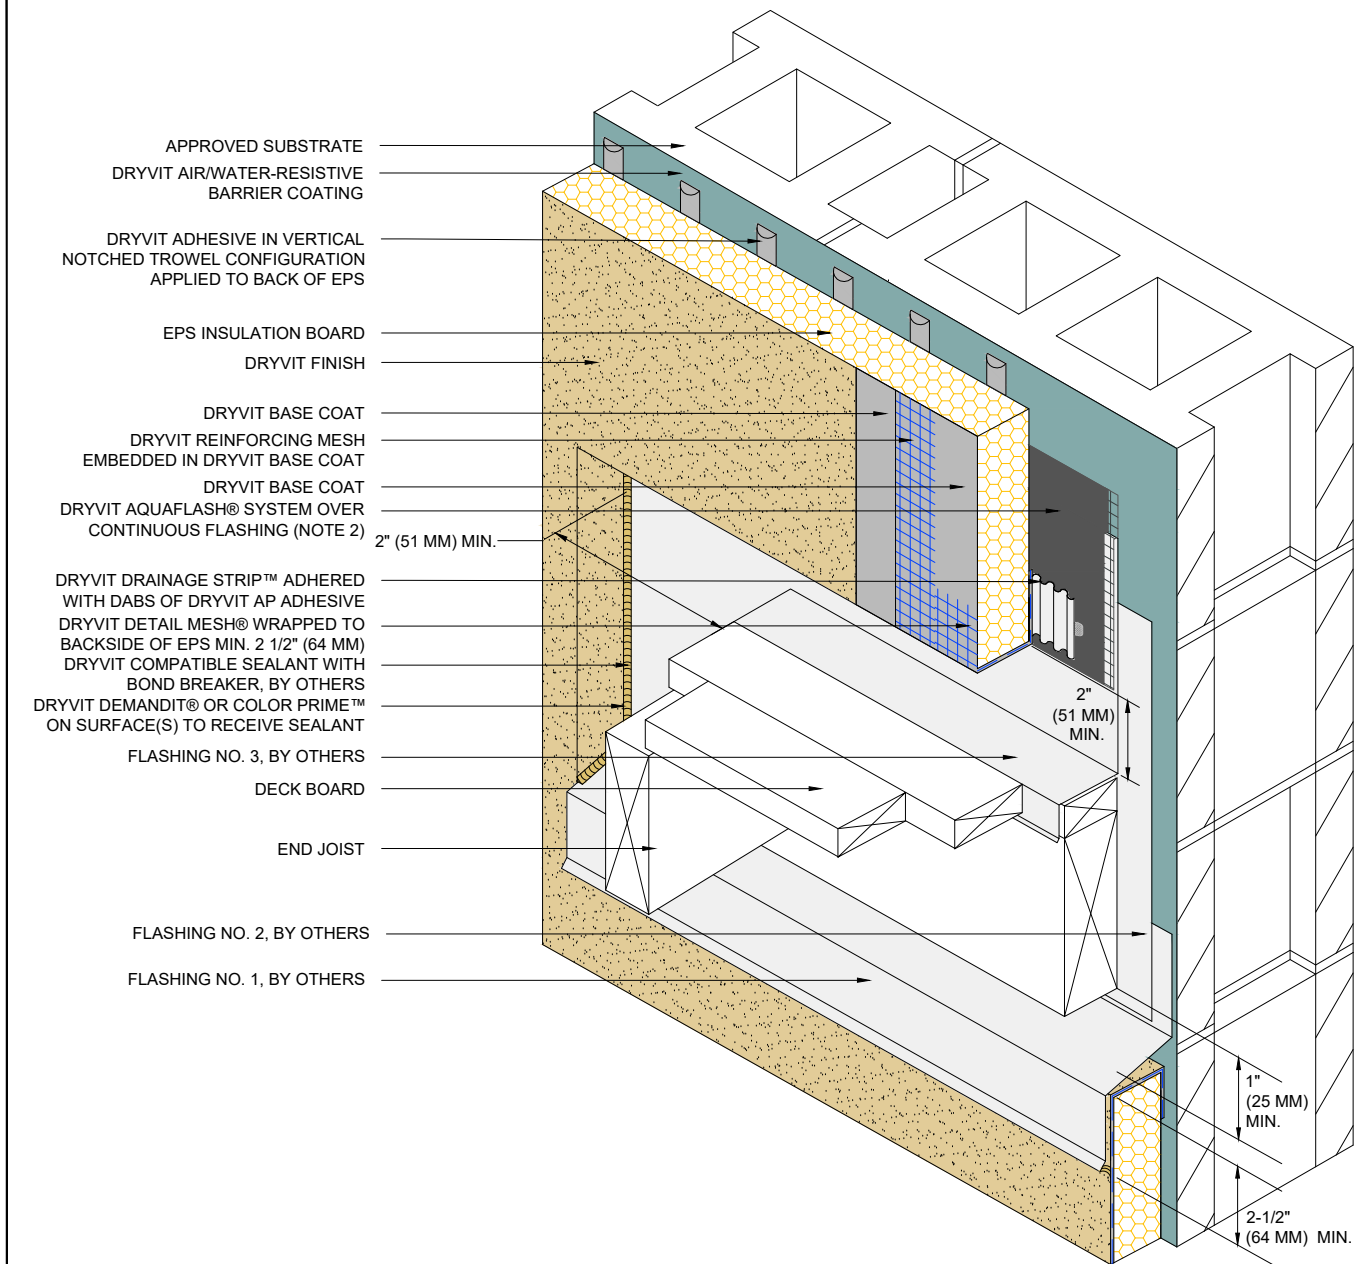 APPROVED SUBSTRATE
DRYVIT AIR/WATER-RESISTIVE
BARRIER COATING
DRYVIT ADHESIVE IN VERTICAL
NOTCHED TROWEL CONFIGURATION
APPLIED TO BACK OF EPS
EPS INSULATION BOARD
DRYVIT FINISH
DRYVIT BASE COAT
DRYVIT REINFORCING MESH
EMBEDDED IN DRYVIT BASE COAT
DRYVIT BASE COAT
DRYVIT AQUAFLASH® SYSTEM OVER
CONTINUOUS FLASHING (NOTE 2)
2" (51 MM) MIN.
DRYVIT DRAINAGE STRIP™ ADHERED
WITH DABS OF DRYVIT AP ADHESIVE
DRYVIT DETAIL MESH® WRAPPED TO
BACKSIDE OF EPS MIN. 2 1/2" (64 MM)
DRYVIT COMPATIBLE SEALANT WITH
BOND BREAKER, BY OTHERS
DRYVIT DEMANDIT® OR COLOR PRIME™
ON SURFACE(S) TO RECEIVE SEALANT
2"
(51 MM)
MIN.
FLASHING NO. 3, BY OTHERS
DECK BOARD
END JOIST
FLASHING NO. 2, BY OTHERS
FLASHING NO. 1, BY OTHERS
1"
(25 MM)
MIN.
2-1/2"
(64 MM) MIN.